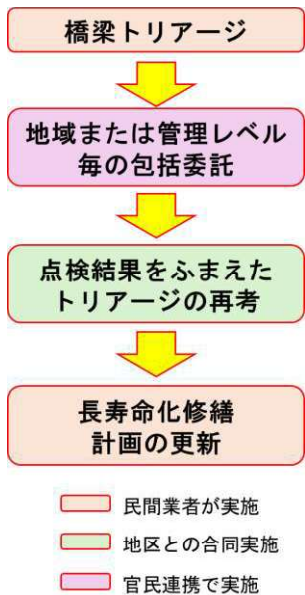 橋梁トリアージ
地域または管理レベル
毎の包括委託
点検結果をふまえた
トリアージの再考
長寿命化修繕
計画の更新
民間業者が実施
地区との合同実施
官民連携で実施